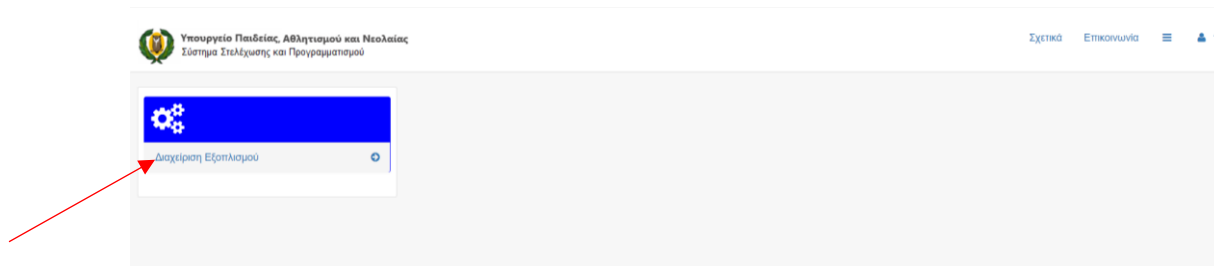 Υπουργείο Παιδείας, Αθλητισμού και Νεολαίας
Σύστημα Στελέχωσης και Προγραμματισμού
Σχετικά Επικοινωνία
Διαχείριση Εξοπλισμού